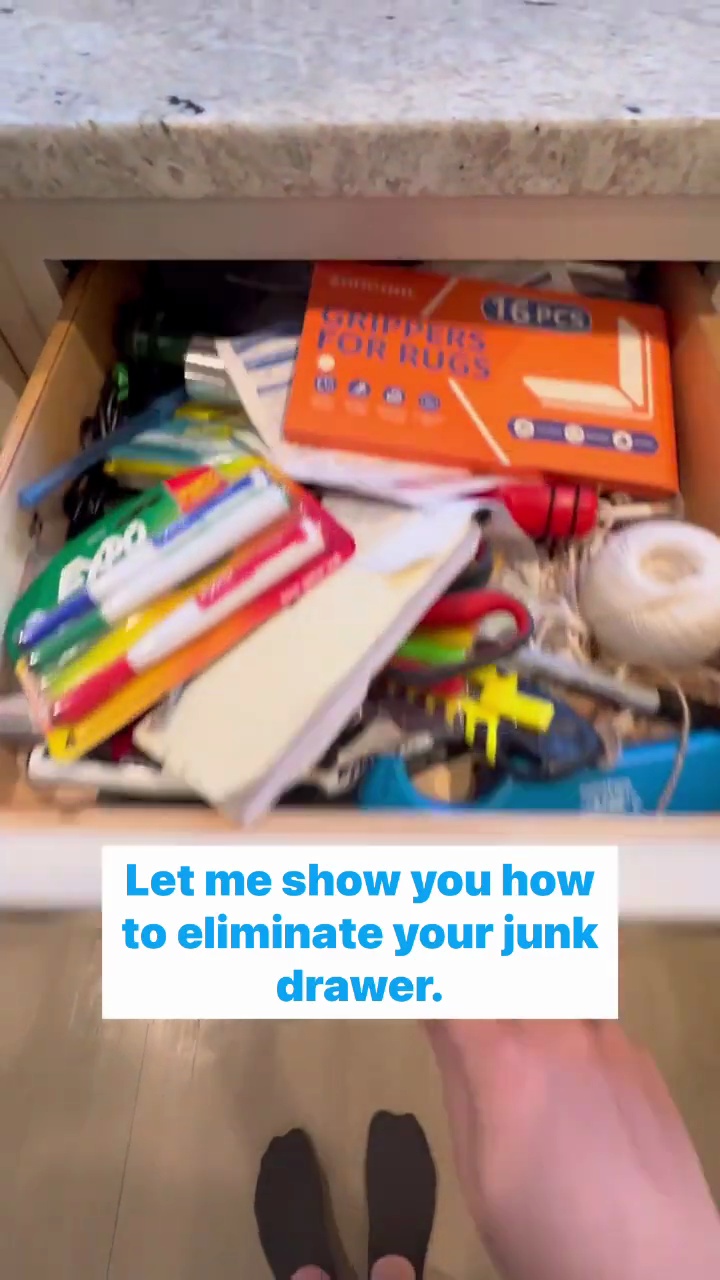 16 PCS
GRIPPERS
FOR RUGS
EXPO
Let me show you how
to eliminate your junk
drawer.